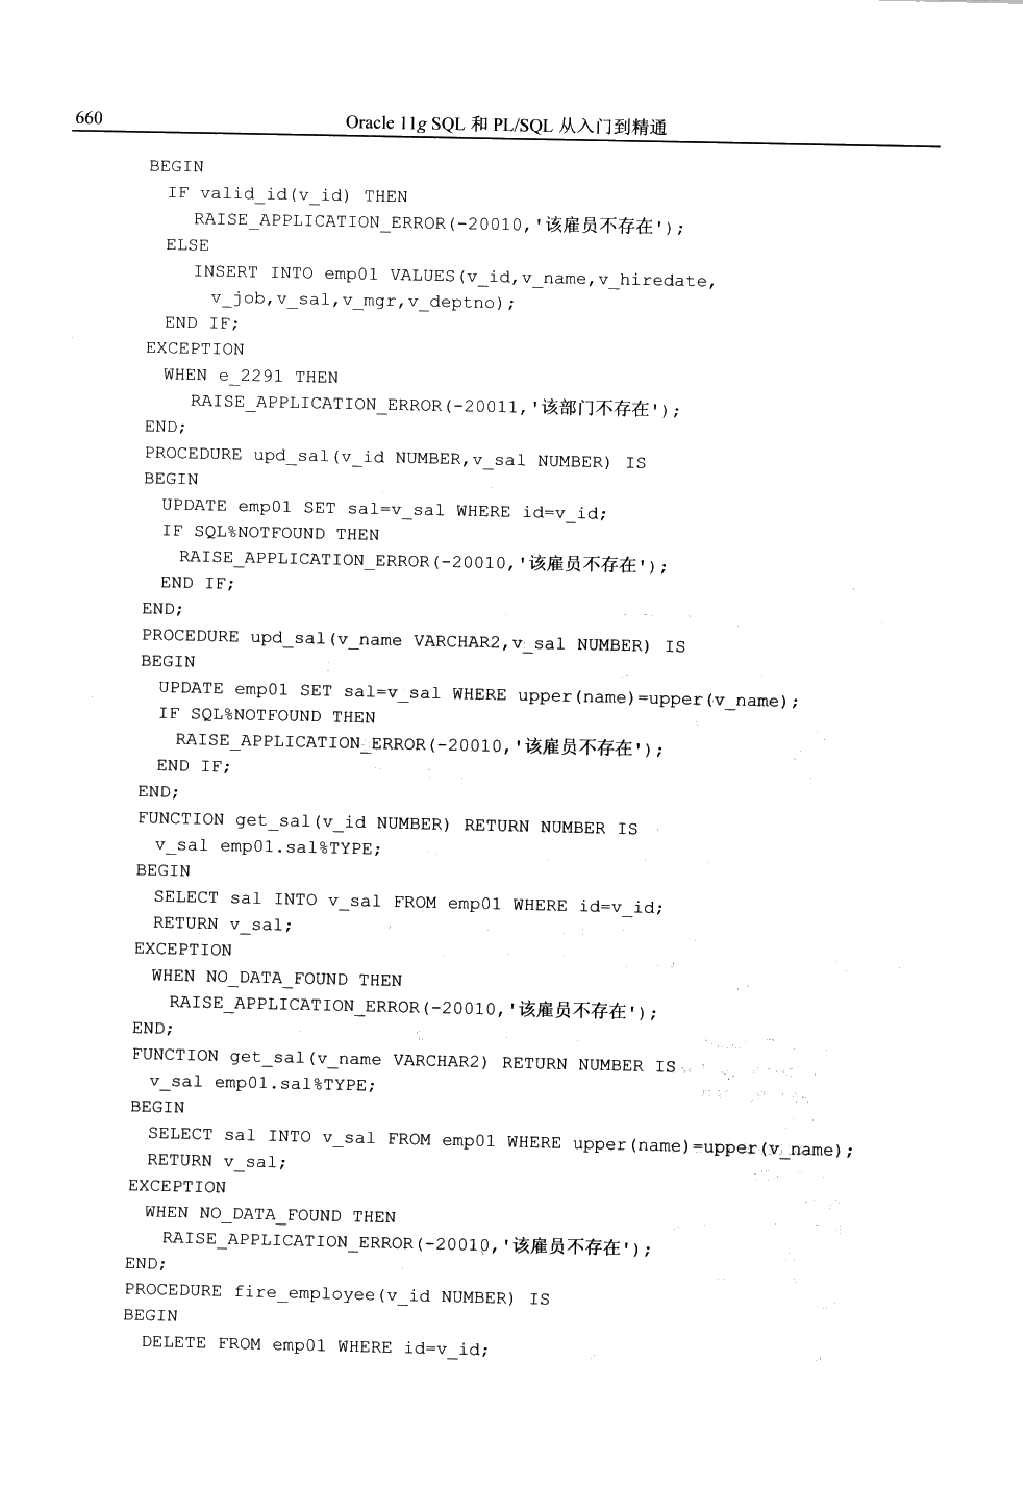 660
Oracle 11g SQL 和 PL/SQL 从入门到精通
BEGIN
IF valid_id(v_id) THEN
RAISE_APPLICATION_ERROR(-20010,'该雇员不存在');
ELSE
INSERT INTO emp01 VALUES(v_id,v_name,v_hiredate,
v_job,v_sal,v_mgr,v_deptno);
END IF;
EXCEPTION
WHEN e_2291 THEN
RAISE_APPLICATION_ERROR(-20011,'该部门不存在');
END;
PROCEDURE upd_sal(v_id NUMBER,v_sal NUMBER) IS
BEGIN
UPDATE emp01 SET sal=v_sal WHERE id=v_id;
IF SQL%NOTFOUND THEN
RAISE_APPLICATION_ERROR(-20010,'该雇员不存在');
END IF;
END;
PROCEDURE upd_sal(v_name VARCHAR2,v_sal NUMBER) IS
BEGIN
UPDATE emp01 SET sal=v_sal WHERE upper(name)=upper(v_name);
IF SQL%NOTFOUND THEN
RAISE_APPLICATION_ERROR(-20010,'该雇员不存在');
END IF;
END;
FUNCTION get_sal(v_id NUMBER) RETURN NUMBER IS
v_sal emp01.sal%TYPE;
BEGIN
SELECT sal INTO v_sal FROM emp01 WHERE id=v_id;
RETURN v_sal;
EXCEPTION
WHEN NO_DATA_FOUND THEN
RAISE_APPLICATION_ERROR(-20010,'该雇员不存在');
END;
FUNCTION get_sal(v_name VARCHAR2) RETURN NUMBER IS
v_sal emp01.sal%TYPE;
BEGIN
SELECT sal INTO v_sal FROM emp01 WHERE upper(name)=upper(v_name);
RETURN v_sal;
EXCEPTION
WHEN NO_DATA_FOUND THEN
RAISE_APPLICATION_ERROR(-20010,'该雇员不存在');
END;
PROCEDURE fire_employee(v_id NUMBER) IS
BEGIN
DELETE FROM emp01 WHERE id=v_id;